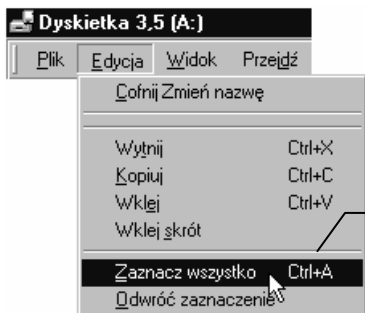 Dyskietka 3,5 (A:)
Plik Edycja Widok Przejdź
Cofnij Zmień nazwę
Wytnij Ctrl+X
Kopiuj Ctrl+C
Wklej Ctrl+V
Wklej skrót
Zaznacz wszystko Ctrl+A
Odwróć zaznaczenie